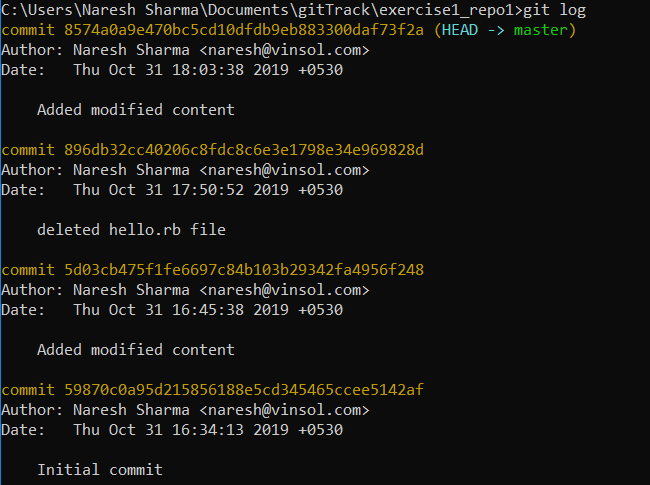 C:\Users\Naresh Sharma\Documents\gitTrack\exercise1_repo1>git log
commit 8574a0a9e470bc5cd10dfdb9eb883300daf73f2a (HEAD -> master)
Author: Naresh Sharma <naresh@vinsol.com>
Date:   Thu Oct 31 18:03:38 2019 +0530
    Added modified content
commit 896db32cc40206c8fdc8c6e3e1798e34e969828d
Author: Naresh Sharma <naresh@vinsol.com>
Date:   Thu Oct 31 17:50:52 2019 +0530
    deleted hello.rb file
commit 5d03cb475f1fe6697c84b103b29342fa4956f248
Author: Naresh Sharma <naresh@vinsol.com>
Date:   Thu Oct 31 16:45:38 2019 +0530
    Added modified content
commit 59870c0a95d215856188e5cd345465ccee5142af
Author: Naresh Sharma <naresh@vinsol.com>
Date:   Thu Oct 31 16:34:13 2019 +0530
    Initial commit